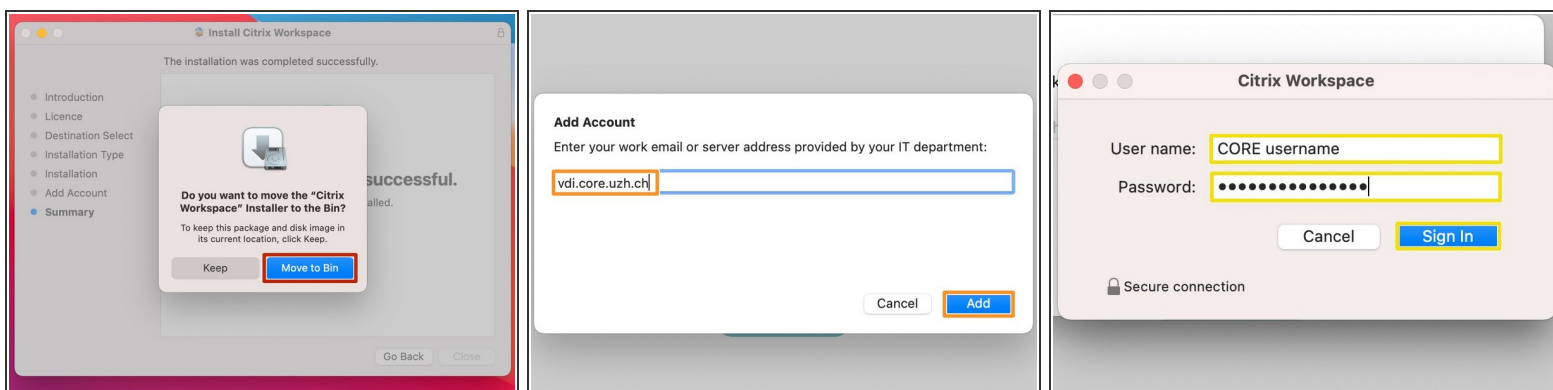 Install Citrix Workspace
The installation was completed successfully.
Introduction
Licence
Destination Select
Installation Type
Installation
Add Account
Summary
successful.
alled.
Do you want to move the “Citrix
Workspace” Installer to the Bin?
To keep this package and disk image in
its current location, click Keep.
Keep
Move to Bin
Go Back
Close
Add Account
Enter your work email or server address provided by your IT department:
vdi.core.uzh.ch
Cancel
Add
Citrix Workspace
User name:
CORE username
Password:
•••••••••••••••
Cancel
Sign In
Secure connection